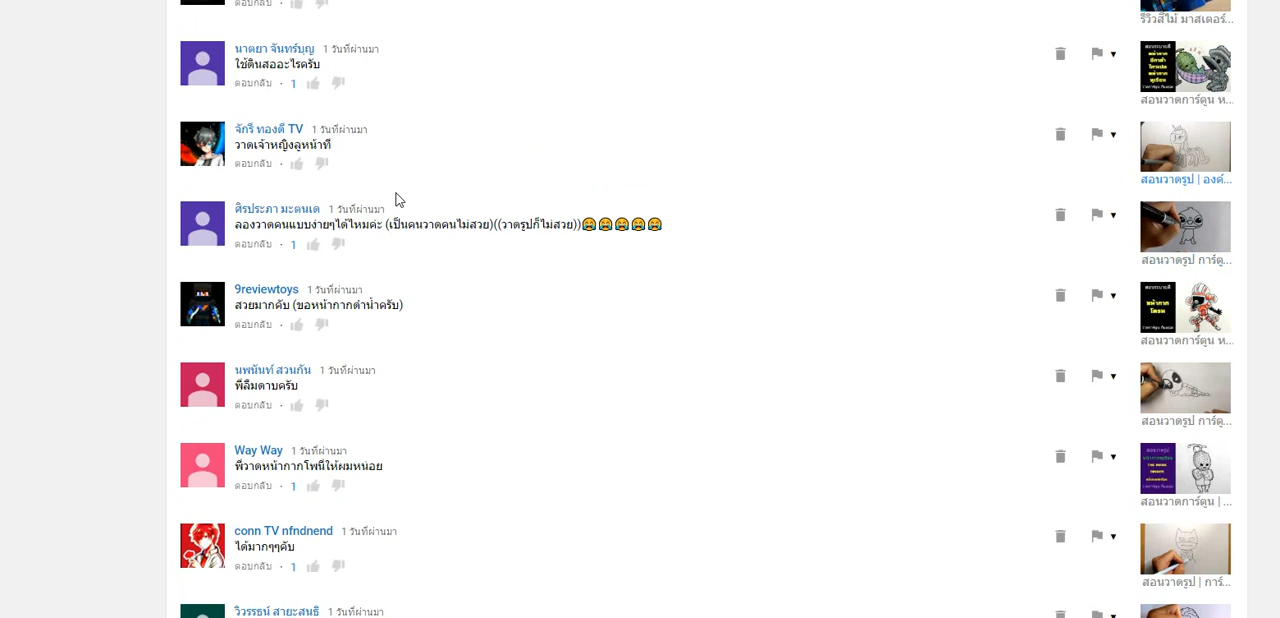 รีวิวสีไม้ มาสเตอร์...
นาตยา จันทร์บุญ 1 วันที่ผ่านมา
ใช้ดินสออะไรครับ
ตอบกลับ · 1
สอนวาดการ์ตูน ห...
จักรี ทองดี TV 1 วันที่ผ่านมา
วาดเจ้าหญิงลูหน้าที
ตอบกลับ ·
สอนวาดรูป | องค์...
ศิรประภา มะตนเด 1 วันที่ผ่านมา
ลองวาดคนแบบง่ายๆได้ไหมค่ะ (เป็นคนวาดคนไม่สวย)((วาดรูปก็ไม่สวย))🤗🤗🤗🤗🤗
ตอบกลับ · 1
สอนวาดรูป การ์ตู...
9reviewtoys 1 วันที่ผ่านมา
สวยมากคับ (ขอหน้ากากดำน้ำครับ)
ตอบกลับ ·
สอนวาดการ์ตูน ห...
นพนันท์ สวนกัน 1 วันที่ผ่านมา
พี่ลืมดาบครับ
ตอบกลับ ·
สอนวาดรูป การ์ตู...
Way Way 1 วันที่ผ่านมา
พี่วาดหน้ากากโพนี่ให้ผมหน่อย
ตอบกลับ · 1
สอนวาดการ์ตูน | ...
conn TV nfndnend 1 วันที่ผ่านมา
ได้มากๆๆคับ
ตอบกลับ · 1
สอนวาดรูป | การ์...
วิวรรธน์ สายะสนธิ 1 วันที่ผ่านมา